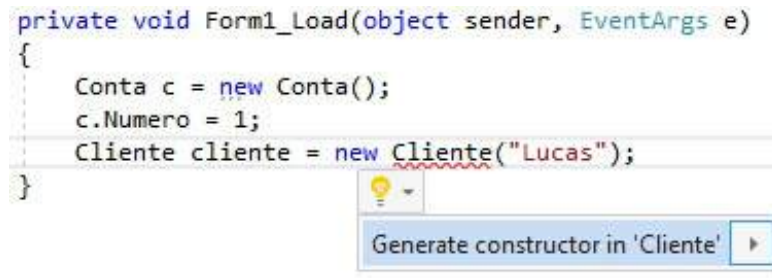 private void Form1_Load(object sender, EventArgs e)
{
Conta c = new Conta();
c.Numero = 1;
Cliente cliente = new Cliente("Lucas");
}
Generate constructor in 'Cliente'